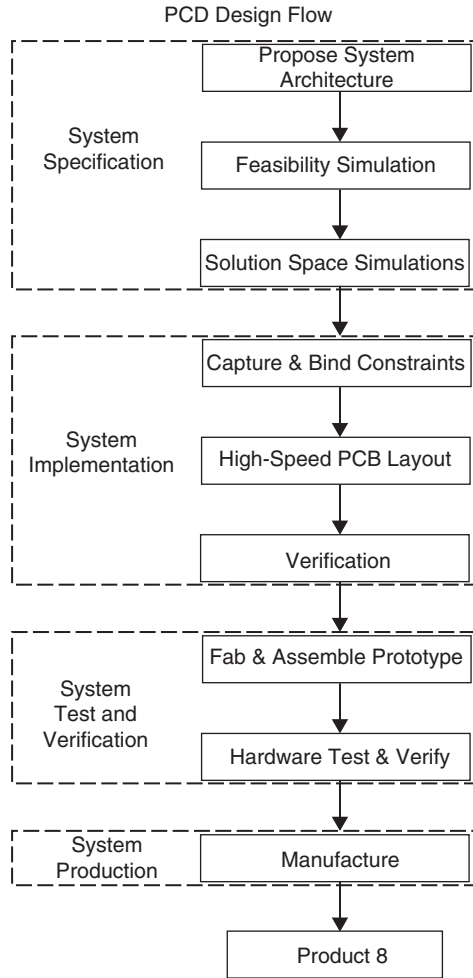 PCD Design Flow
System
Specification
Propose System
Architecture
Feasibility Simulation
Solution Space Simulations
System
Implementation
Capture & Bind Constraints
High-Speed PCB Layout
Verification
System
Test and
Verification
Fab & Assemble Prototype
Hardware Test & Verify
System
Production
Manufacture
Product 8